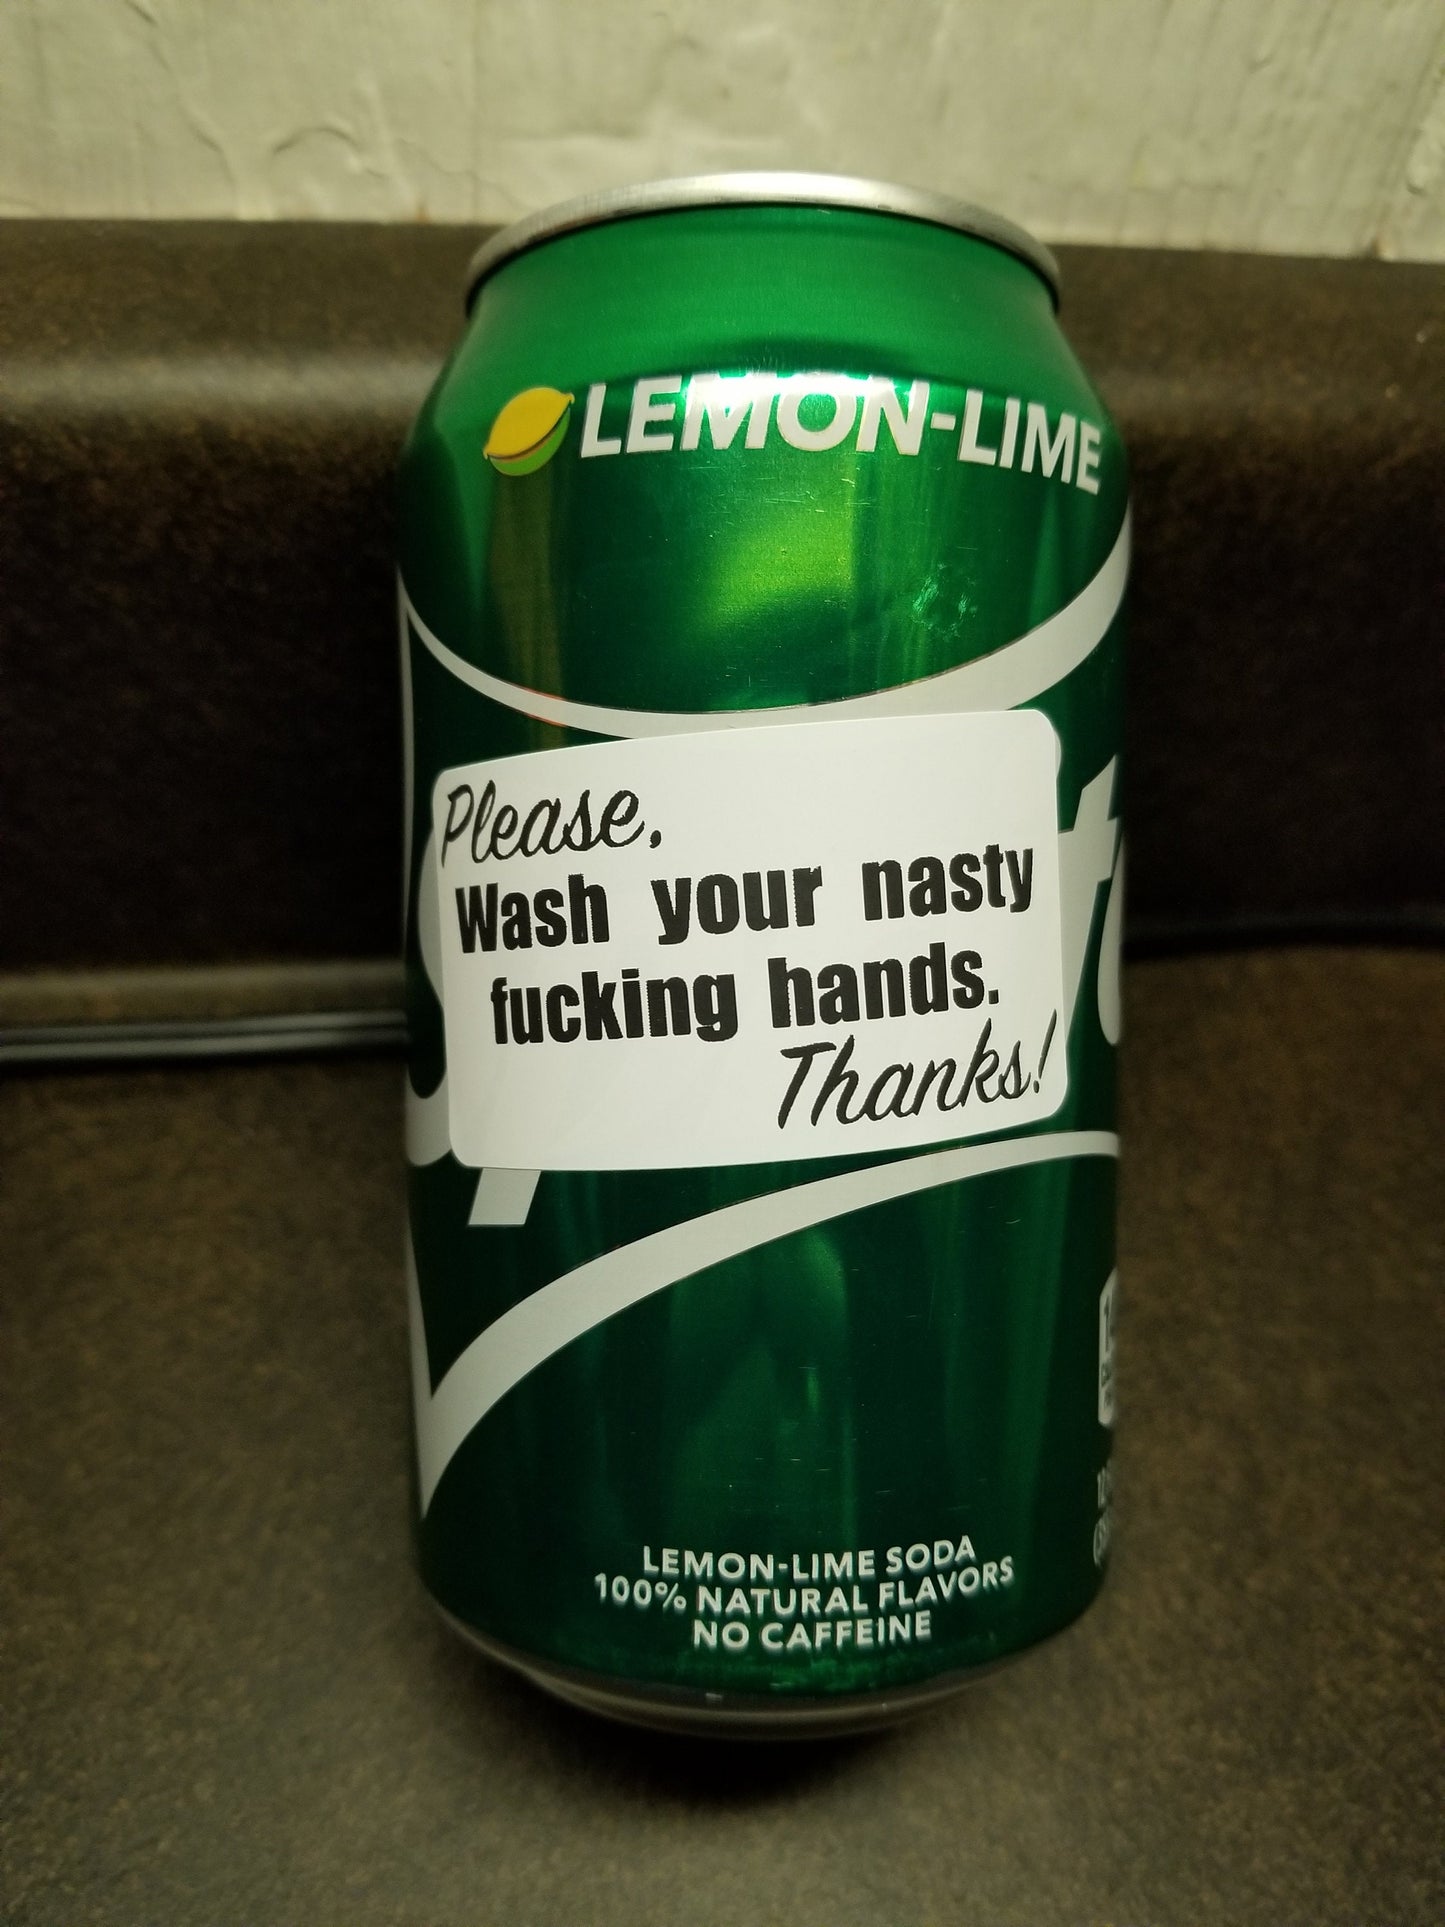 LEMON-LIME
Please,
Wash your nasty
fucking hands.
Thanks!
LEMON-LIME SODA
100% NATURAL FLAVORS
NO CAFFEINE